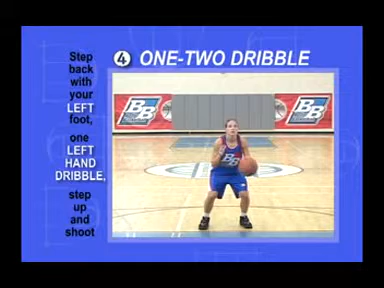 Step
back
with
your
LEFT
foot,
one
LEFT
HAND
DRIBBLE,
step
up
and
shoot
4 ONE-TWO DRIBBLE
BB
BB
BB